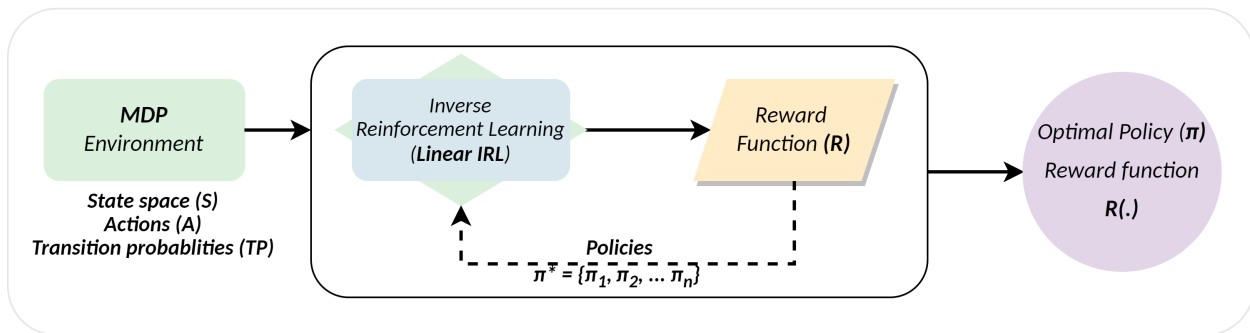 MDP
Environment
State space (S)
Actions (A)
Transition probablities (TP)
Inverse
Reinforcement Learning
(Linear IRL)
Reward
Function (R)
Policies
π* = {π1, π2, ... πn}
Optimal Policy (π)
Reward function
R(.)